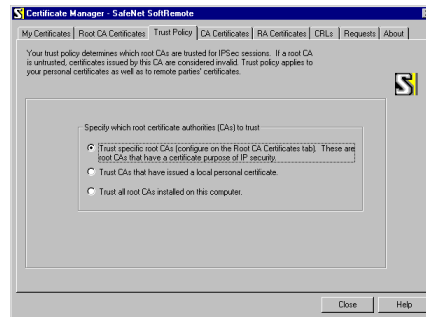 Certificate Manager - SafeNet SoftRemote
My Certificates Root CA Certificates Trust Policy CA Certificates RA Certificates CRLs Requests About
Your trust policy determines which root CAs are trusted for IPSec sessions. If a root CA
is untrusted, certificates issued by this CA are considered invalid. Trust policy applies to
your personal certificates as well as to remote parties' certificates.
Specify which root certificate authorities (CAs) to trust
Trust specific root CAs (configure on the Root CA Certificates tab). These are
root CAs that have a certificate purpose of IP security.
Trust CAs that have issued a local personal certificate.
Trust all root CAs installed on this computer.
Close Help